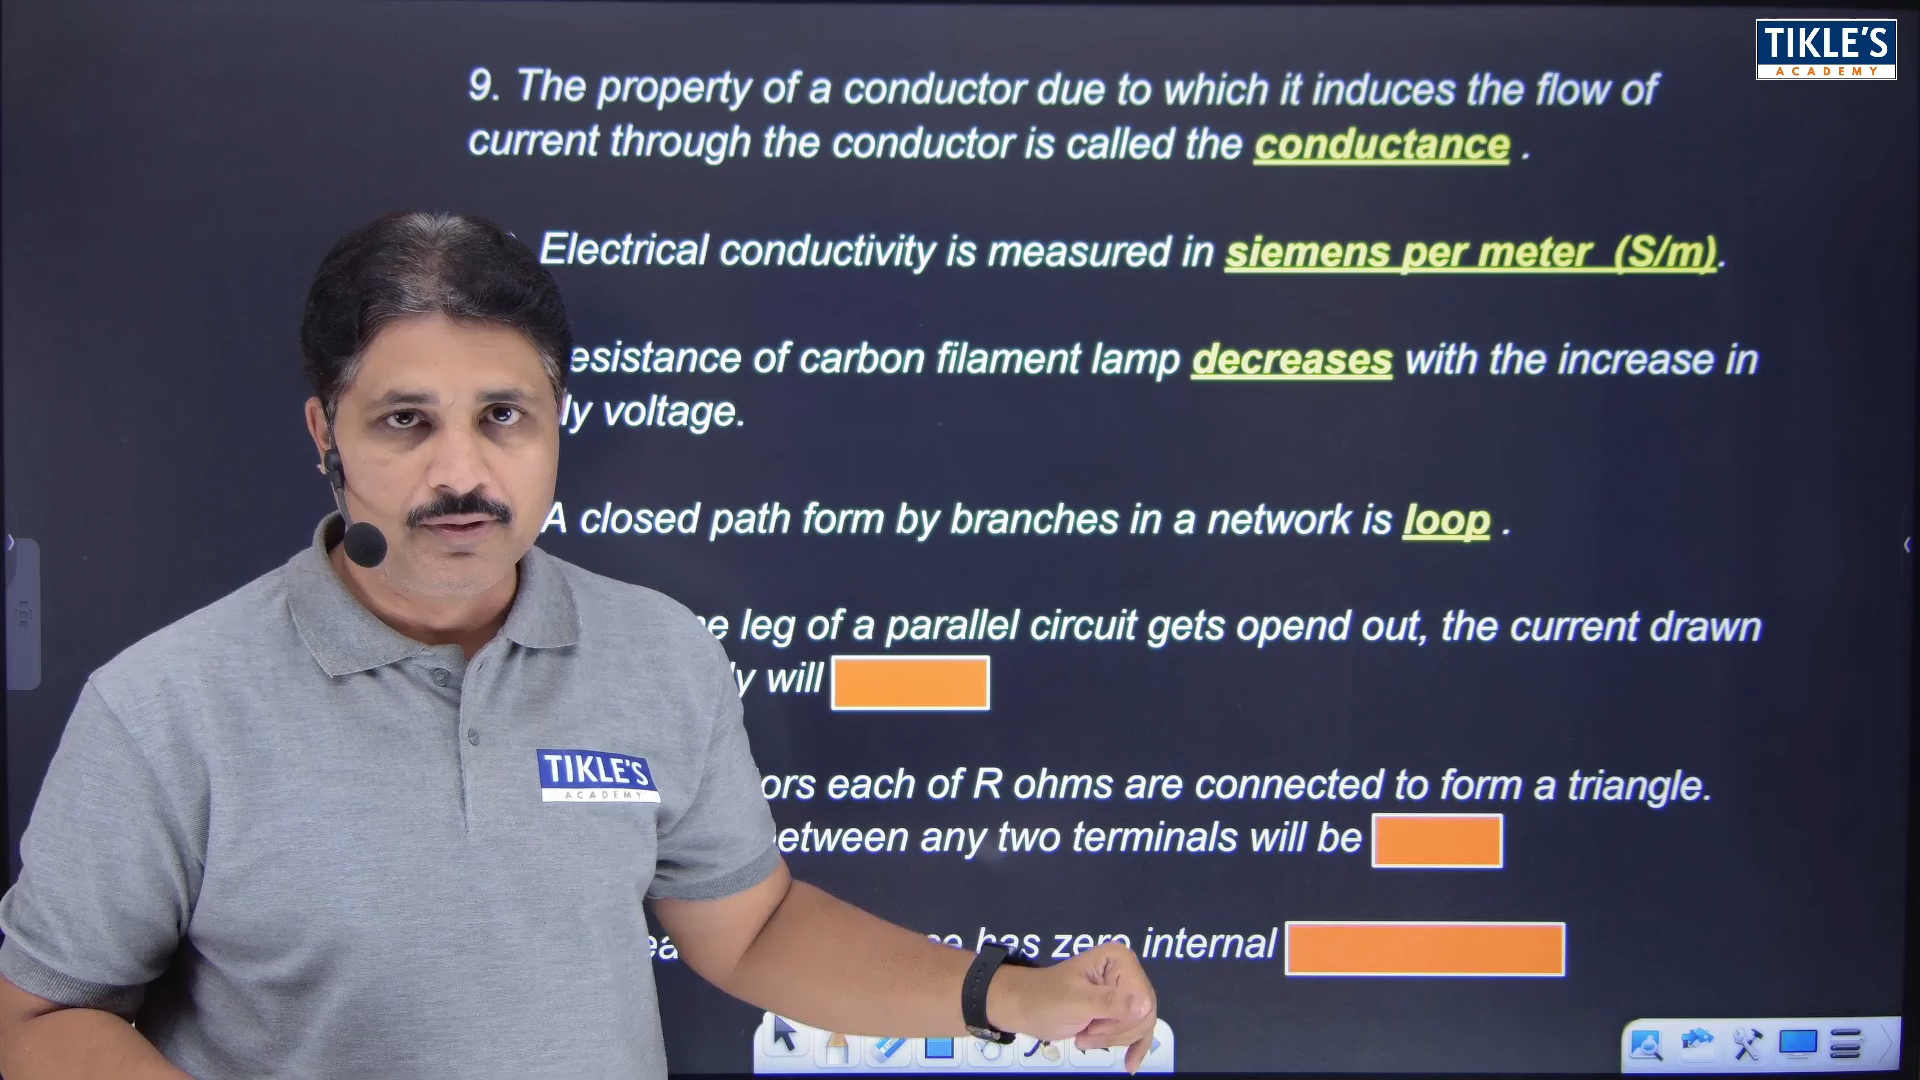 TIKLE'S
ACADEMY
9. The property of a conductor due to which it induces the flow of
current through the conductor is called the conductance .
Electrical conductivity is measured in siemens per meter (S/m).
esistance of carbon filament lamp decreases with the increase in
ly voltage.
A closed path form by branches in a network is loop .
e leg of a parallel circuit gets opend out, the current drawn
y will
ors each of R ohms are connected to form a triangle.
etween any two terminals will be
has zero internal
TIKLE'S
ACADEMY